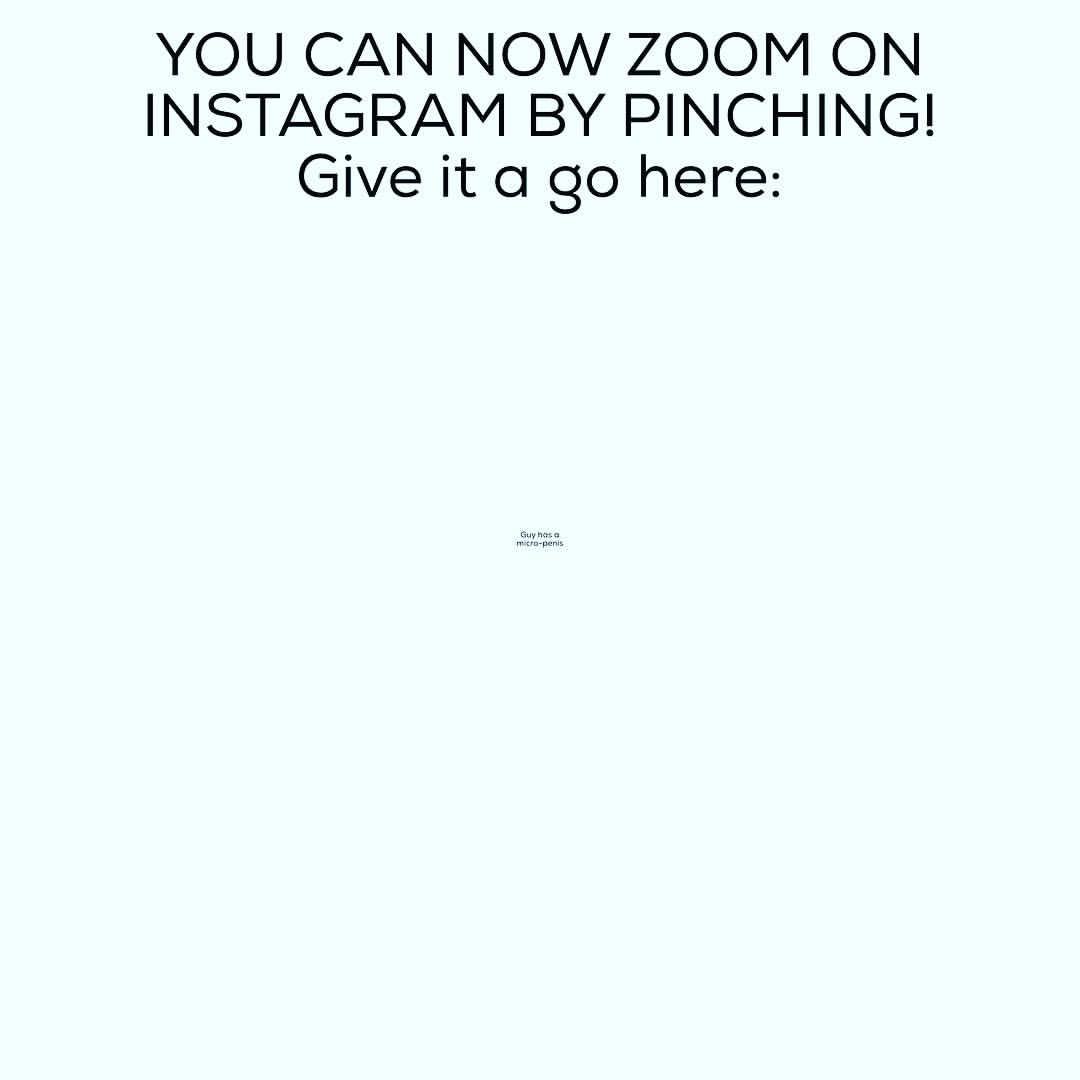 YOU CAN NOW ZOOM ON
INSTAGRAM BY PINCHING!
Give it a go here:
Guy has a
micro-penis